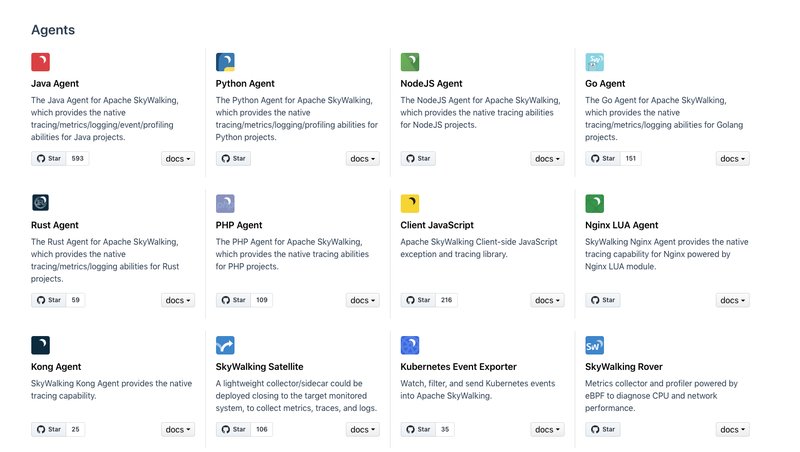 Agents
Java Agent
The Java Agent for Apache SkyWalking,
which provides the native
tracing/metrics/logging/event/profiling
abilities for Java projects.
Star 593 docs
Python Agent
The Python Agent for Apache SkyWalking,
which provides the native
tracing/metrics/logging/profiling abilities for
Python projects.
Star docs
NodeJS Agent
The NodeJS Agent for Apache SkyWalking,
which provides the native tracing abilities
for NodeJS projects.
Star docs
Go Agent
The Go Agent for Apache SkyWalking,
which provides the native
tracing/metrics/logging abilities for Golang
projects.
Star 151 docs
Rust Agent
The Rust Agent for Apache SkyWalking,
which provides the native
tracing/metrics/logging abilities for Rust
projects.
Star 59 docs
PHP Agent
The PHP Agent for Apache SkyWalking,
which provides the native tracing abilities
for PHP projects.
Star 109 docs
Client JavaScript
Apache SkyWalking Client-side JavaScript
exception and tracing library.
Star 216 docs
Nginx LUA Agent
SkyWalking Nginx Agent provides the native
tracing capability for Nginx powered by
Nginx LUA module.
Star docs
Kong Agent
SkyWalking Kong Agent provides the native
tracing capability.
Star 25 docs
SkyWalking Satellite
A lightweight collector/sidecar could be
deployed closing to the target monitored
system, to collect metrics, traces, and logs.
Star 106 docs
Kubernetes Event Exporter
Watch, filter, and send Kubernetes events
into Apache SkyWalking.
Star 35 docs
Sw
SkyWalking Rover
Metrics collector and profiler powered by
eBPF to diagnose CPU and network
performance.
Star docs